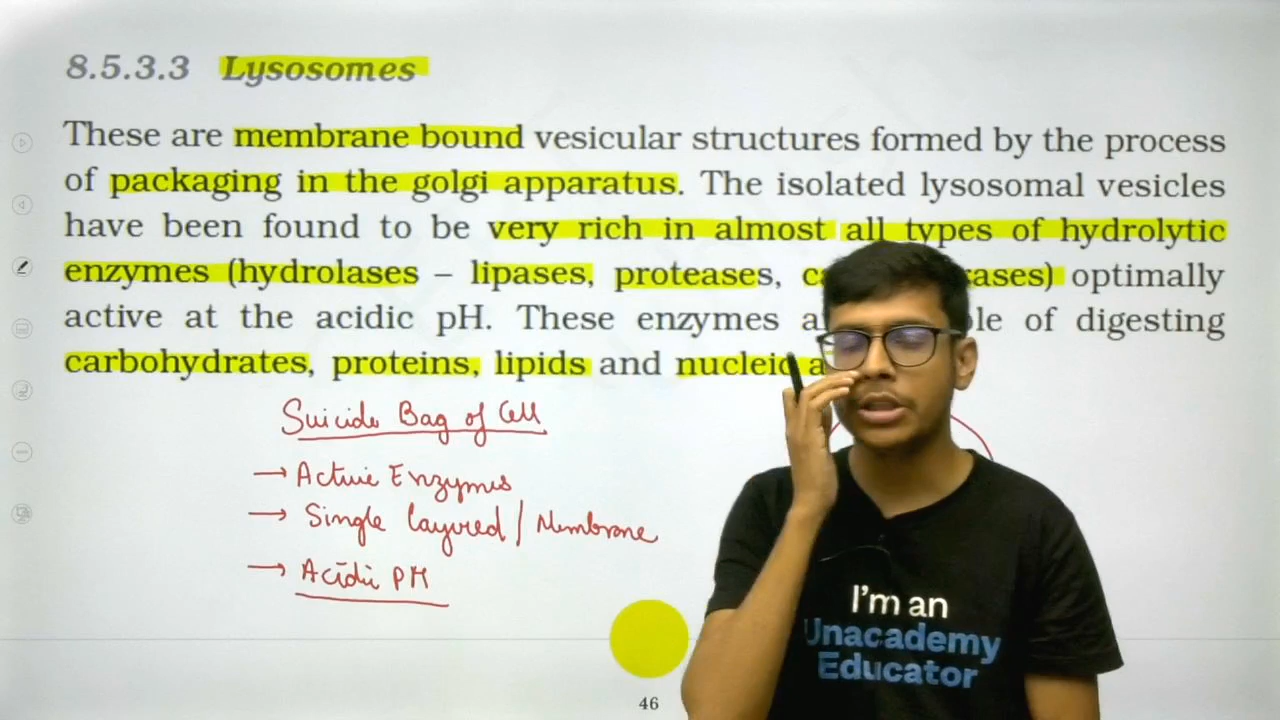 8.5.3.3 Lysosomes
These are membrane bound vesicular structures formed by the process
of packaging in the golgi apparatus. The isolated lysosomal vesicles
have been found to be very rich in almost all types of hydrolytic
enzymes (hydrolases – lipases, proteases, optimally
active at the acidic pH. These enzymes of digesting
carbohydrates, proteins, lipids and nucleic
Suicide Bag of Cell
→ Active Enzymes
→ Single layered / Membrane
→ Acidic PH
I'm an
Unacademy
Educator
46